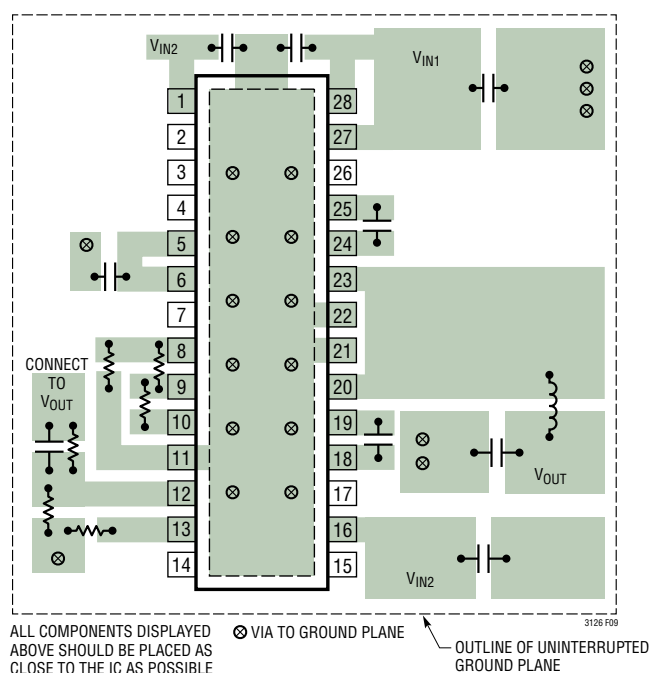 VIN2
VIN1
1
28
2
27
3
26
4
25
5
24
6
23
7
22
8
21
9
20
10
19
11
18
12
17
13
16
14
15
CONNECT
TO
VOUT
VOUT
VIN2
3126 F09
ALL COMPONENTS DISPLAYED
ABOVE SHOULD BE PLACED AS
CLOSE TO THE IC AS POSSIBLE
VIA TO GROUND PLANE
OUTLINE OF UNINTERRUPTED
GROUND PLANE